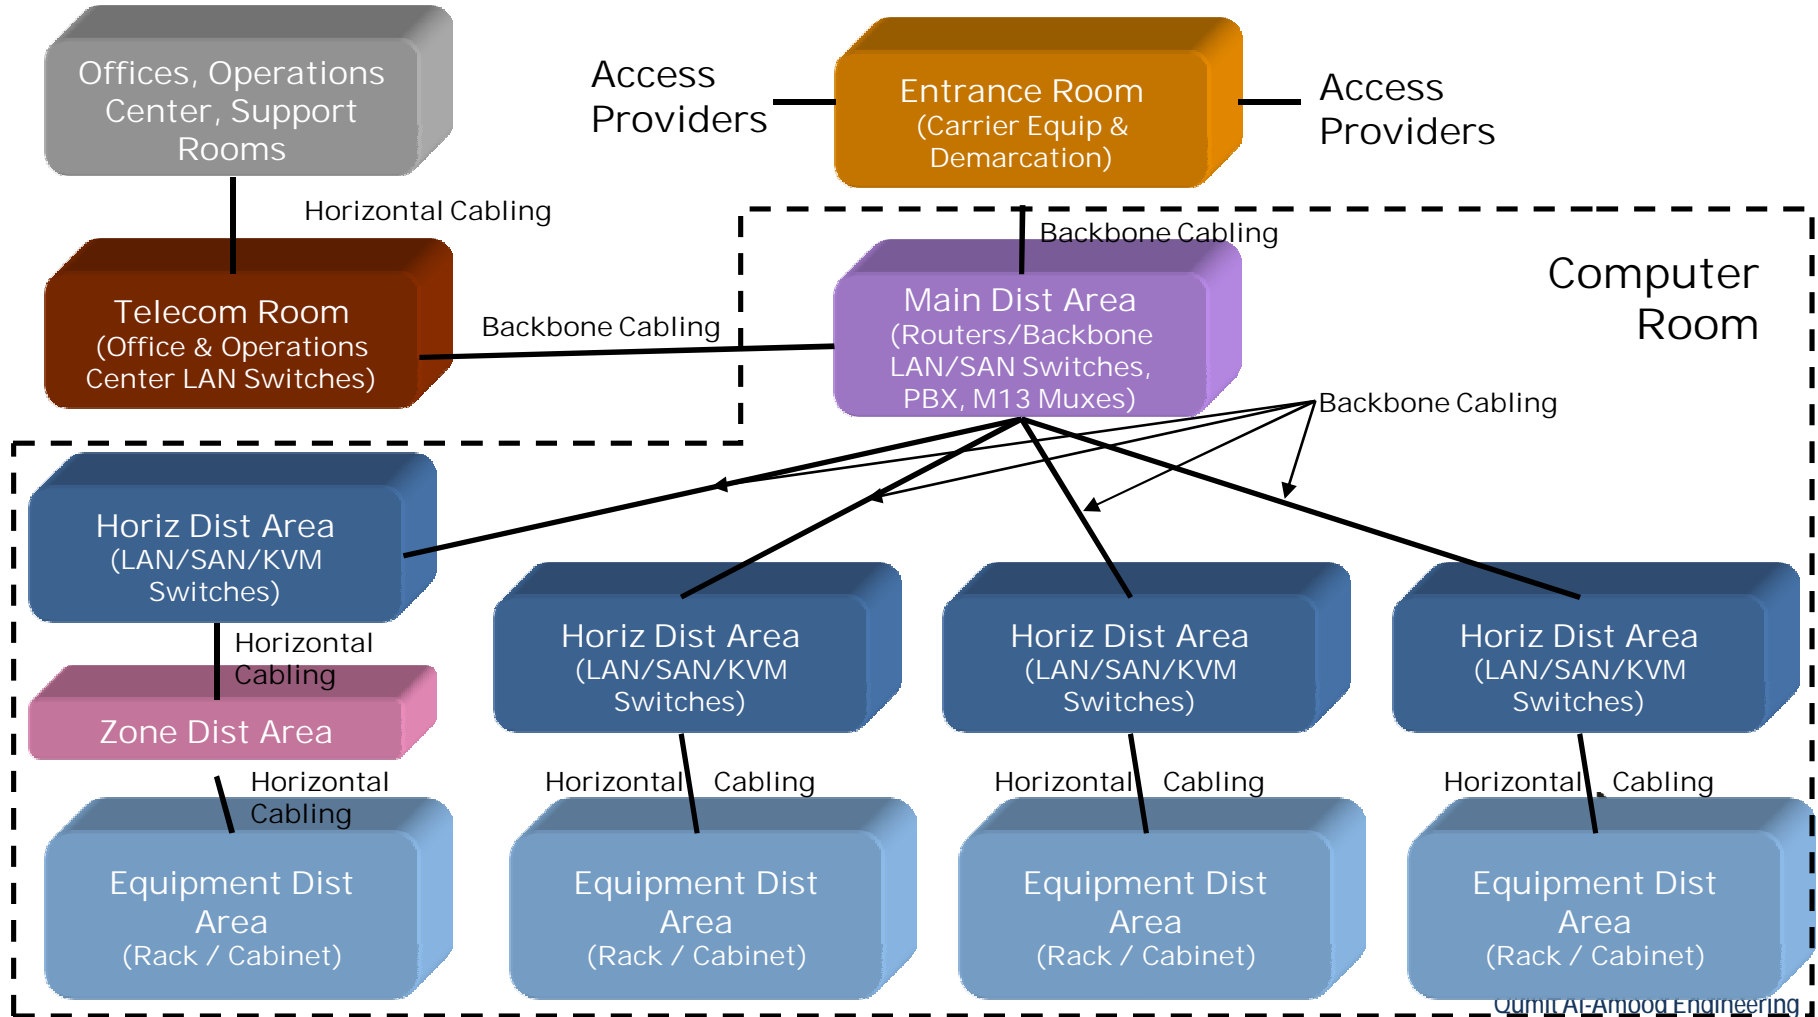 Offices, Operations
Center, Support
Rooms
Access
Providers
Entrance Room
(Carrier Equip &
Demarcation)
Access
Providers
Horizontal Cabling
Backbone Cabling
Computer
Room
Telecom Room
(Office & Operations
Center LAN Switches)
Backbone Cabling
Main Dist Area
(Routers/Backbone
LAN/SAN Switches,
PBX, M13 Muxes)
Backbone Cabling
Horiz Dist Area
(LAN/SAN/KVM
Switches)
Horiz Dist Area
(LAN/SAN/KVM
Switches)
Horiz Dist Area
(LAN/SAN/KVM
Switches)
Horiz Dist Area
(LAN/SAN/KVM
Switches)
Horizontal
Cabling
Zone Dist Area
Horizontal
Cabling
Horizontal Cabling
Horizontal Cabling
Horizontal Cabling
Equipment Dist
Area
(Rack / Cabinet)
Equipment Dist
Area
(Rack / Cabinet)
Equipment Dist
Area
(Rack / Cabinet)
Equipment Dist
Area
(Rack / Cabinet)
Qumit Al-Amood Engineering